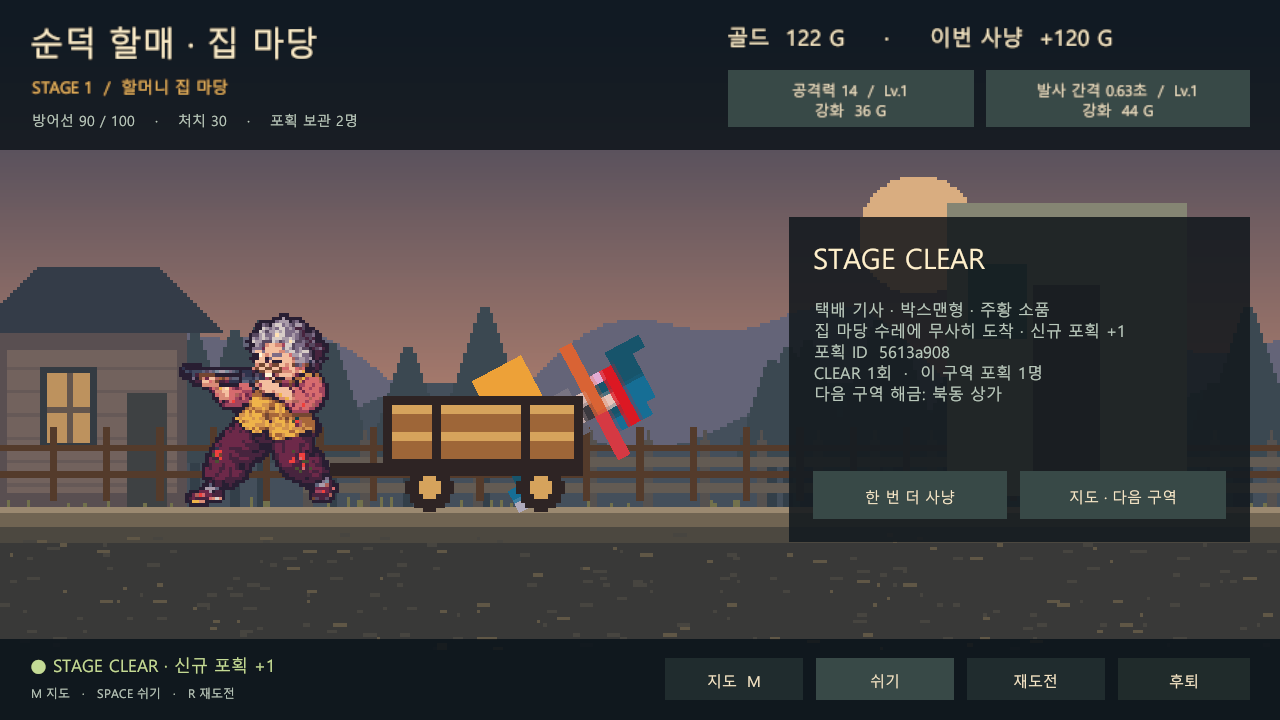 순덕 할매 · 집 마당
STAGE 1 / 할머니 집 마당
방어선 90 / 100 · 처치 30 · 포획 보관 2명
골드 122 G · 이번 사냥 +120 G
공격력 14 / Lv.1
강화 36 G
발사 간격 0.63초 / Lv.1
강화 44 G
STAGE CLEAR
택배 기사 · 박스맨형 · 주황 소품
집 마당 수레에 무사히 도착 · 신규 포획 +1
포획 ID 5613a908
CLEAR 1회 · 이 구역 포획 1명
다음 구역 해금: 북동 상가
한 번 더 사냥
지도 · 다음 구역
STAGE CLEAR · 신규 포획 +1
M 지도 · SPACE 쉬기 · R 재도전
지도 M
쉬기
재도전
후퇴